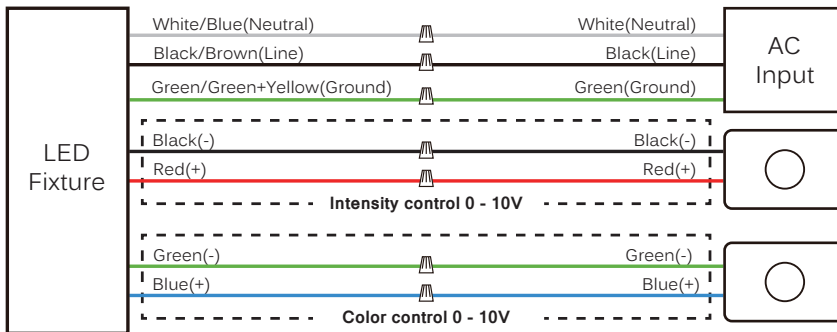 White/Blue(Neutral) White(Neutral)
Black/Brown(Line) Black(Line)
Green/Green+Yellow(Ground) Green(Ground)
AC
Input
LED
Fixture
Black(-) Black(-)
Red(+) Red(+)
Intensity control 0 - 10V
Green(-) Green(-)
Blue(+) Blue(+)
Color control 0 - 10V